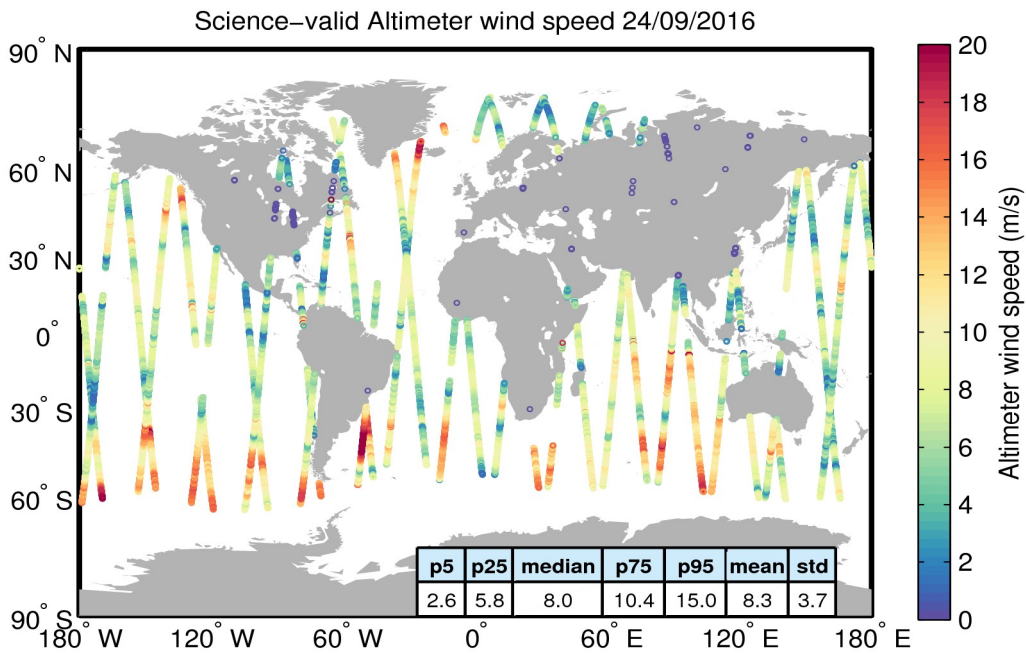 Science−valid Altimeter wind speed 24/09/2016
90° N
60° N
30° N
0°
30° S
60° S
90° S
180° W
120° W
60° W
0°
60° E
120° E
180° E
p5 p25 median p75 p95 mean std
2.6 5.8 8.0 10.4 15.0 8.3 3.7
20
18
16
14
12
10
8
6
4
2
0
Altimeter wind speed (m/s)